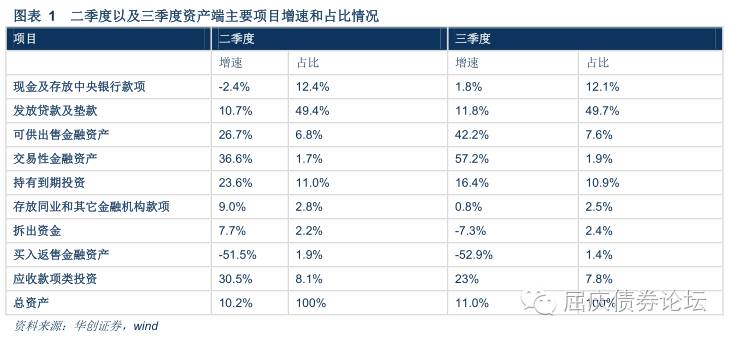 图表 1 二季度以及三季度资产端主要项目增速和占比情况
项目 二季度 三季度
增速 占比 增速 占比
现金及存放中央银行款项 -2.4% 12.4% 1.8% 12.1%
发放贷款及垫款 10.7% 49.4% 11.8% 49.7%
可供出售金融资产 26.7% 6.8% 42.2% 7.6%
交易性金融资产 36.6% 1.7% 57.2% 1.9%
持有到期投资 23.6% 11.0% 16.4% 10.9%
存放同业和其它金融机构款项 9.0% 2.8% 0.8% 2.5%
拆出资金 7.7% 2.2% -7.3% 2.4%
买入返售金融资产 -51.5% 1.9% -52.9% 1.4%
应收款项类投资 30.5% 8.1% 23% 7.8%
总资产 10.2% 100% 11.0% 100%
屈庆债券论坛
资料来源：华创证券，wind